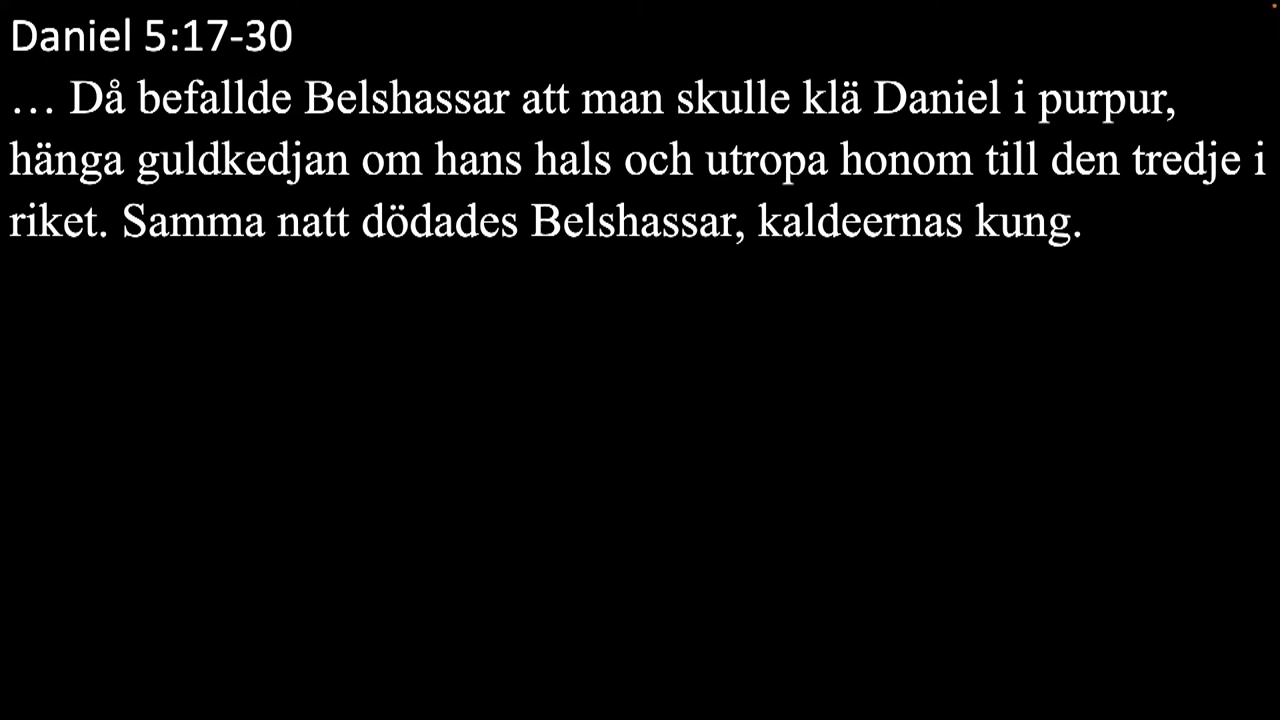 Daniel 5:17-30
… Då befallde Belshassar att man skulle klä Daniel i purpur,
hänga guldkedjan om hans hals och utropa honom till den tredje i
riket. Samma natt dödades Belshassar, kaldeernas kung.